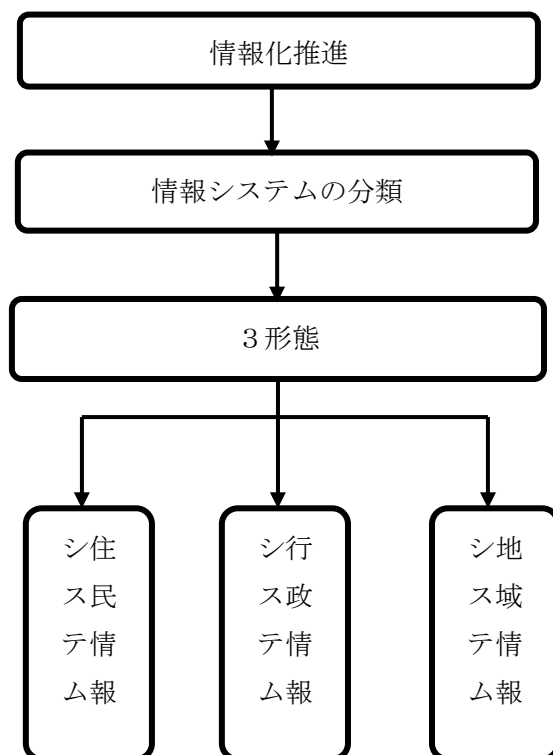 情報化推進
情報システムの分類
３形態
住民情報
システム
行政情報
システム
地域情報
システム